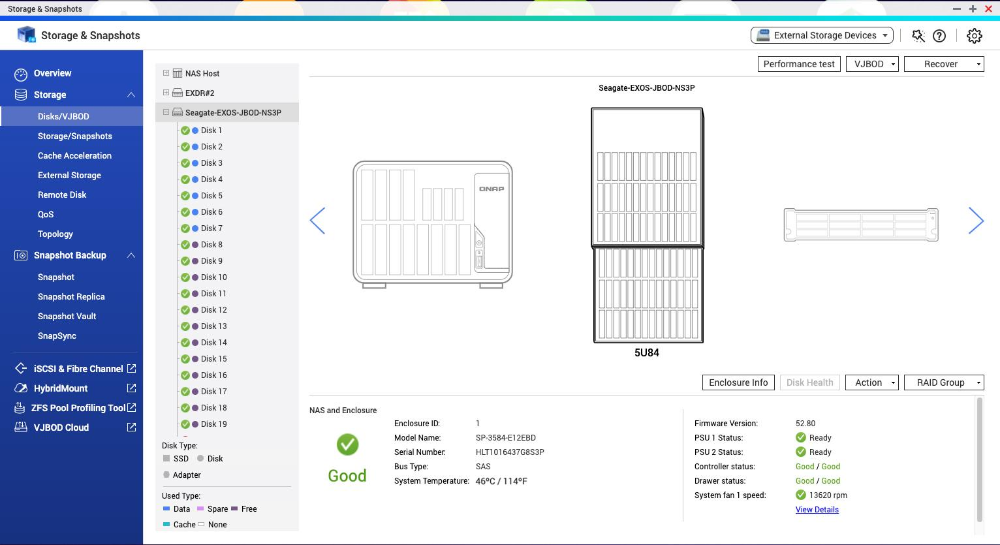 Storage & Snapshots
Storage & Snapshots
External Storage Devices
Overview
Storage
Disks/VJBOD
Storage/Snapshots
Cache Acceleration
External Storage
Remote Disk
QoS
Topology
Snapshot Backup
Snapshot
Snapshot Replica
Snapshot Vault
SnapSync
iSCSI & Fibre Channel
HybridMount
ZFS Pool Profiling Tool
VJBOD Cloud
NAS Host
EXDR#2
Seagate-EXOS-JBOD-NS3P
Disk 1
Disk 2
Disk 3
Disk 4
Disk 5
Disk 6
Disk 7
Disk 8
Disk 9
Disk 10
Disk 11
Disk 12
Disk 13
Disk 14
Disk 15
Disk 16
Disk 17
Disk 18
Disk 19
Disk Type:
SSD Disk
Adapter
Used Type:
Data Spare Free
Cache None
Performance test VJBOD Recover
Seagate-EXOS-JBOD-NS3P
QNAP
5U84
Enclosure Info Disk Health Action RAID Group
NAS and Enclosure
Good
Enclosure ID: 1
Model Name: SP-3584-E12EBD
Serial Number: HLT1016437G8S3P
Bus Type: SAS
System Temperature: 46ºC / 114ºF
Firmware Version: 52.80
PSU 1 Status: Ready
PSU 2 Status: Ready
Controller status: Good / Good
Drawer status: Good / Good
System fan 1 speed: 13620 rpm
View Details